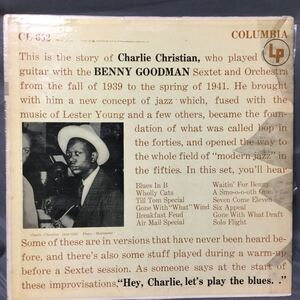 CL 652
COLUMBIA
This is the story of Charlie Christian, who played
guitar with the BENNY GOODMAN Sextet and Orchestra
from the fall of 1939 to the spring of 1941. He brought
with him a new concept of jazz which, fused with the
music of Lester Young and a few others, became the foun-
dation of what was called bop in
the forties, and opened the way to
the whole field of "modern jazz" in
the fifties. In this set, you'll hear
Blues In B
Wholly Cats
Till Tom Special
Gone With "What" Wind
Breakfast Feud
Air Mail Special
Waitin' For Benny
A Smo-o-o-oth One
Seven Come Eleven
Six Appeal
Gone With What Draft
Solo Flight
Charlie Christian
Some of these are in versions that have never been heard be-
fore, and there's also some stuff played during a warm-up
before a Sextet session. As someone says at the start of
these improvisations, "Hey, Charlie, let's play the blues. . ."